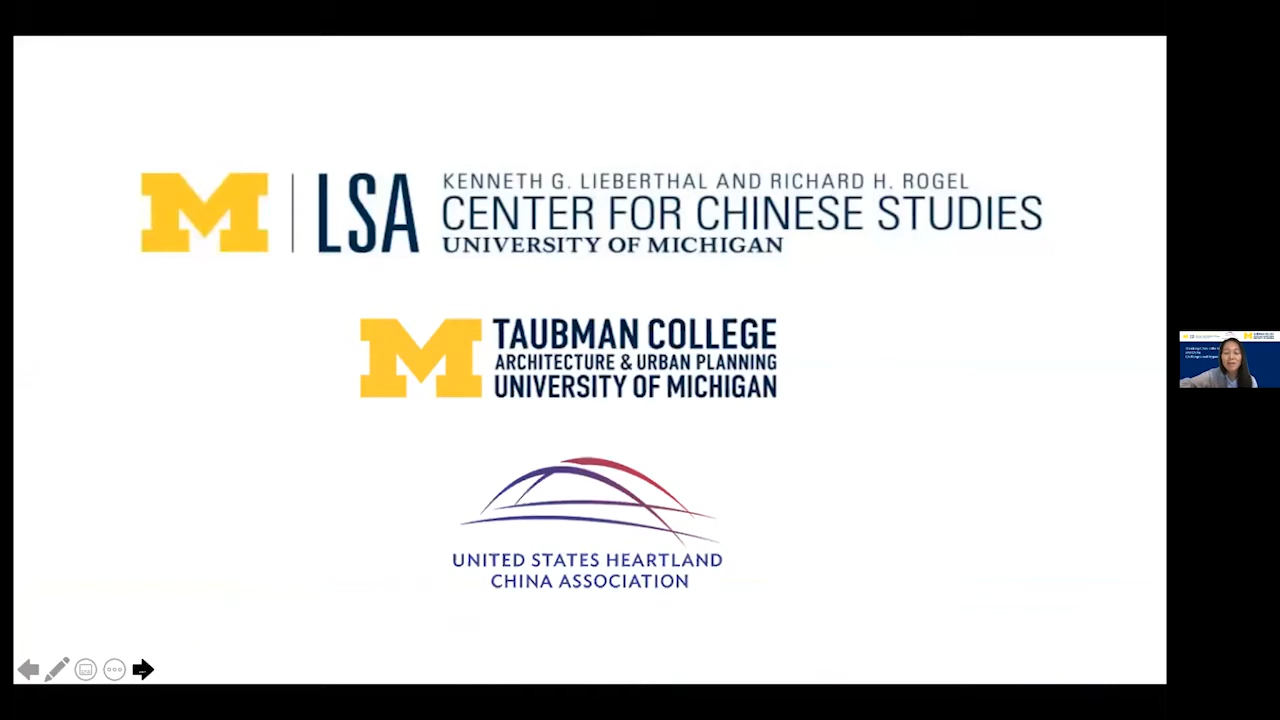 M
LSA
KENNETH G. LIEBERTHAL AND RICHARD H. ROGEL
CENTER FOR CHINESE STUDIES
UNIVERSITY OF MICHIGAN
M
TAUBMAN COLLEGE
ARCHITECTURE & URBAN PLANNING
UNIVERSITY OF MICHIGAN
UNITED STATES HEARTLAND
CHINA ASSOCIATION